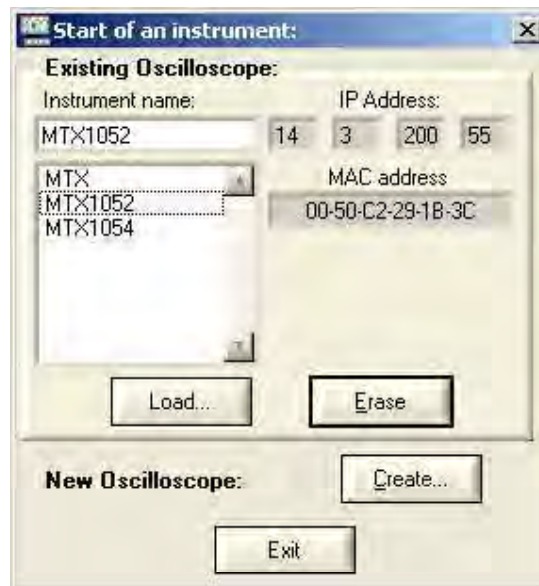 Start of an instrument:
Existing Oscilloscope:
Instrument name:
IP Address:
MTX1052
14 3 200 55
MTX
MTX1052
MTX1054
MAC address
00-50-C2-29-1B-3C
Load...
Erase
New Oscilloscope:
Create...
Exit